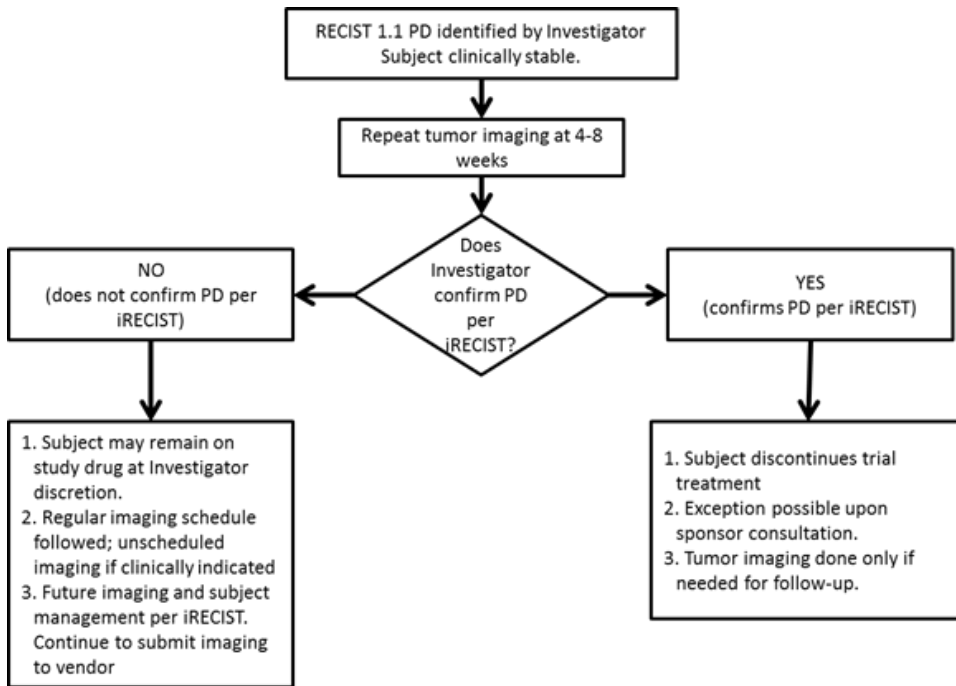 RECIST 1.1 PD identified by Investigator
Subject clinically stable.
Repeat tumor imaging at 4-8
weeks
Does
Investigator
confirm PD
per
iRECIST?
NO
(does not confirm PD per
iRECIST)
YES
(confirms PD per iRECIST)
1. Subject may remain on
study drug at Investigator
discretion.
2. Regular imaging schedule
followed; unscheduled
imaging if clinically indicated
3. Future imaging and subject
management per iRECIST.
Continue to submit imaging
to vendor
1. Subject discontinues trial
treatment
2. Exception possible upon
sponsor consultation.
3. Tumor imaging done only if
needed for follow-up.